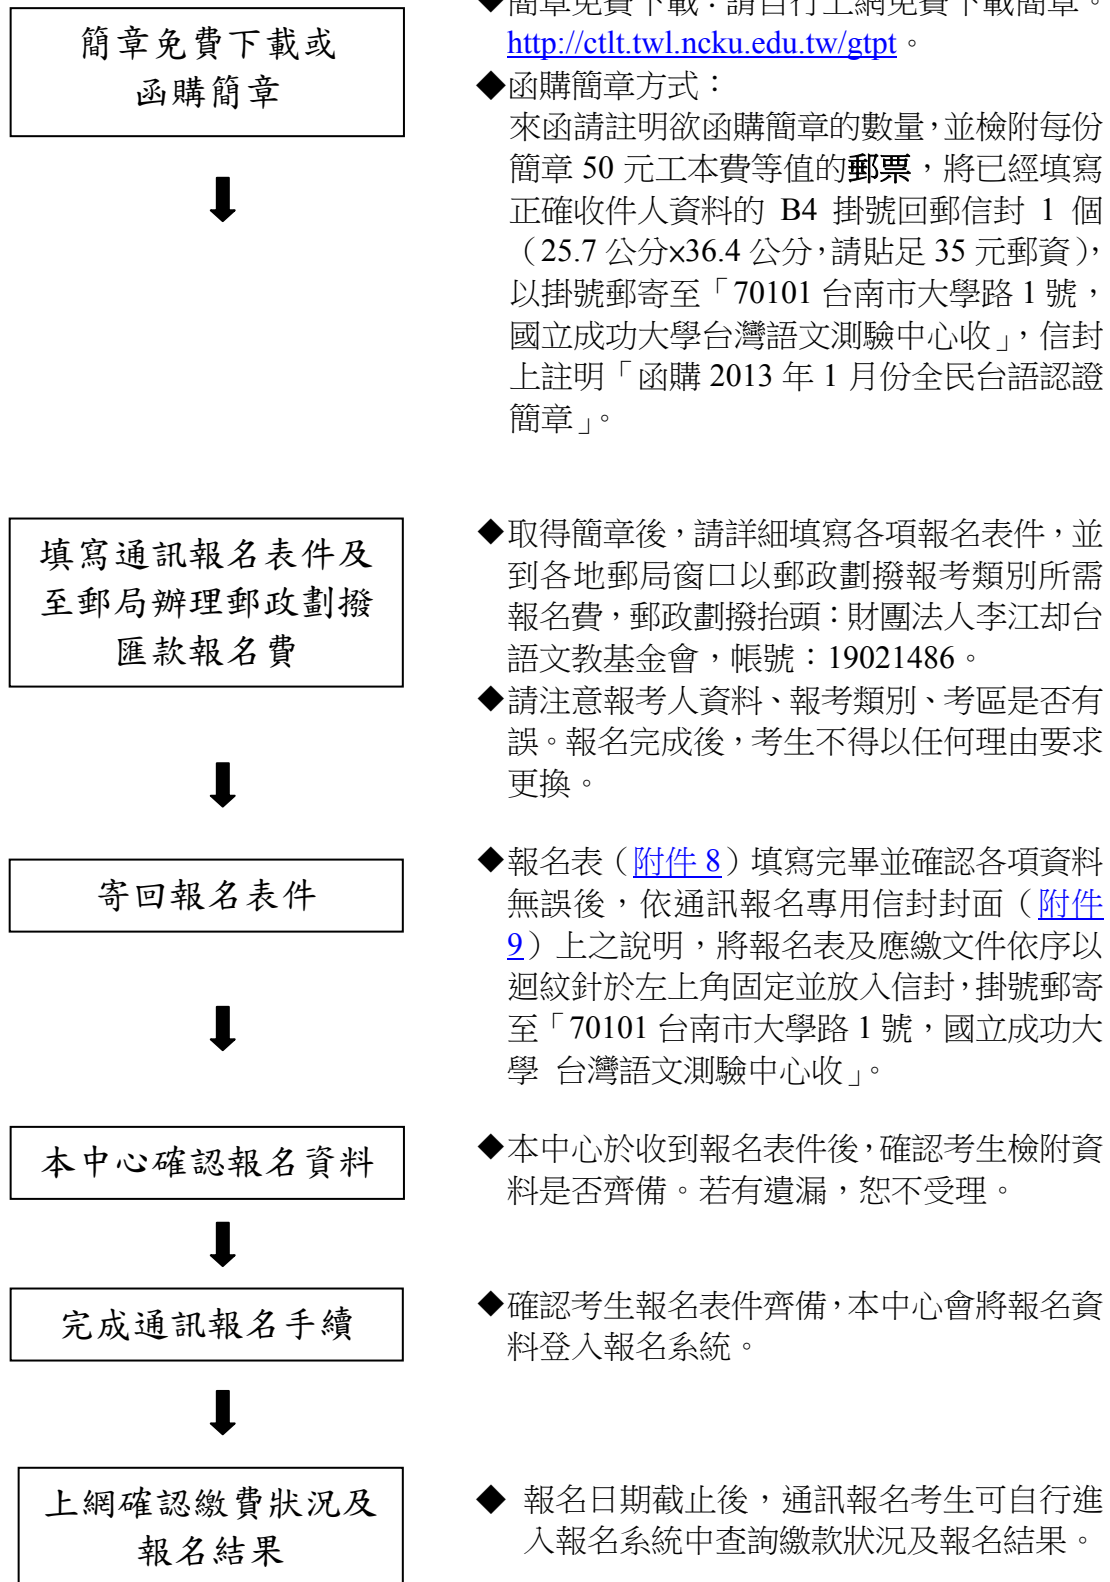 簡章免費下載或
函購簡章
◆簡章免費下載：請自行上網免費下載簡章。
http://ctlt.twl.ncku.edu.tw/gtpt。
◆函購簡章方式：
來函請註明欲函購簡章的數量，並檢附每份
簡章 50 元工本費等值的郵票，將已經填寫
正確收件人資料的 B4 掛號回郵信封 1 個
（25.7 公分×36.4 公分，請貼足 35 元郵資），
以掛號郵寄至「70101 台南市大學路 1 號，
國立成功大學台灣語文測驗中心收」，信封
上註明「函購 2013 年 1 月份全民台語認證
簡章」。
填寫通訊報名表件及
至郵局辦理郵政劃撥
匯款報名費
◆取得簡章後，請詳細填寫各項報名表件，並
到各地郵局窗口以郵政劃撥報考類別所需
報名費，郵政劃撥抬頭：財團法人李江却台
語文教基金會，帳號：19021486。
◆請注意報考人資料、報考類別、考區是否有
誤。報名完成後，考生不得以任何理由要求
更換。
寄回報名表件
◆報名表（附件 8）填寫完畢並確認各項資料
無誤後，依通訊報名專用信封封面（附件
9）上之說明，將報名表及應繳文件依序以
迴紋針於左上角固定並放入信封，掛號郵寄
至「70101 台南市大學路 1 號，國立成功大
學 台灣語文測驗中心收」。
本中心確認報名資料
◆本中心於收到報名表件後，確認考生檢附資
料是否齊備。若有遺漏，恕不受理。
完成通訊報名手續
◆確認考生報名表件齊備，本中心會將報名資
料登入報名系統。
上網確認繳費狀況及
報名結果
◆ 報名日期截止後，通訊報名考生可自行進
入報名系統中查詢繳款狀況及報名結果。